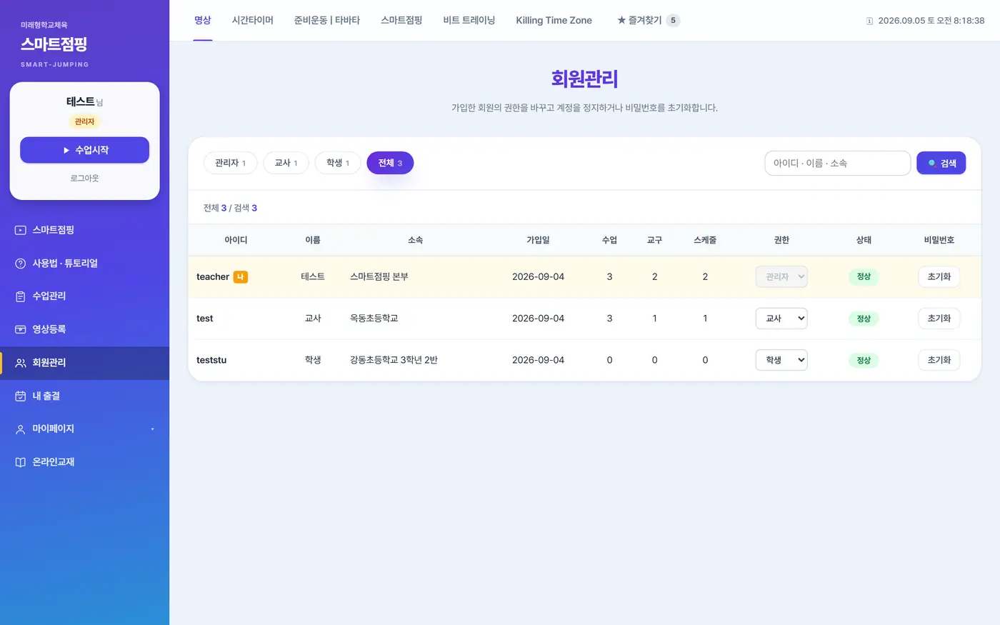 미래형학교체육
스마트점핑
SMART-JUMPING
테스트 님
관리자
▶ 수업시작
로그아웃
스마트점핑
사용법 · 튜토리얼
수업관리
영상등록
회원관리
내 출결
마이페이지
온라인교재
명상 시간타이머 준비운동 | 타바타 스마트점핑 비트 트레이닝 Killing Time Zone ★ 즐겨찾기 5 2026.09.05 토 오전 8:18:38
회원관리
가입한 회원의 권한을 바꾸고 계정을 정지하거나 비밀번호를 초기화합니다.
관리자 1 교사 1 학생 1 전체 3 아이디 · 이름 · 소속 검색
전체 3 / 검색 3
아이디 이름 소속 가입일 수업 교구 스케줄 권한 상태 비밀번호
teacher 나 테스트 스마트점핑 본부 2026-09-04 3 2 2 관리자 정상 초기화
test 교사 옥동초등학교 2026-09-04 3 1 1 교사 정상 초기화
teststu 학생 강동초등학교 3학년 2반 2026-09-04 0 0 0 학생 정상 초기화